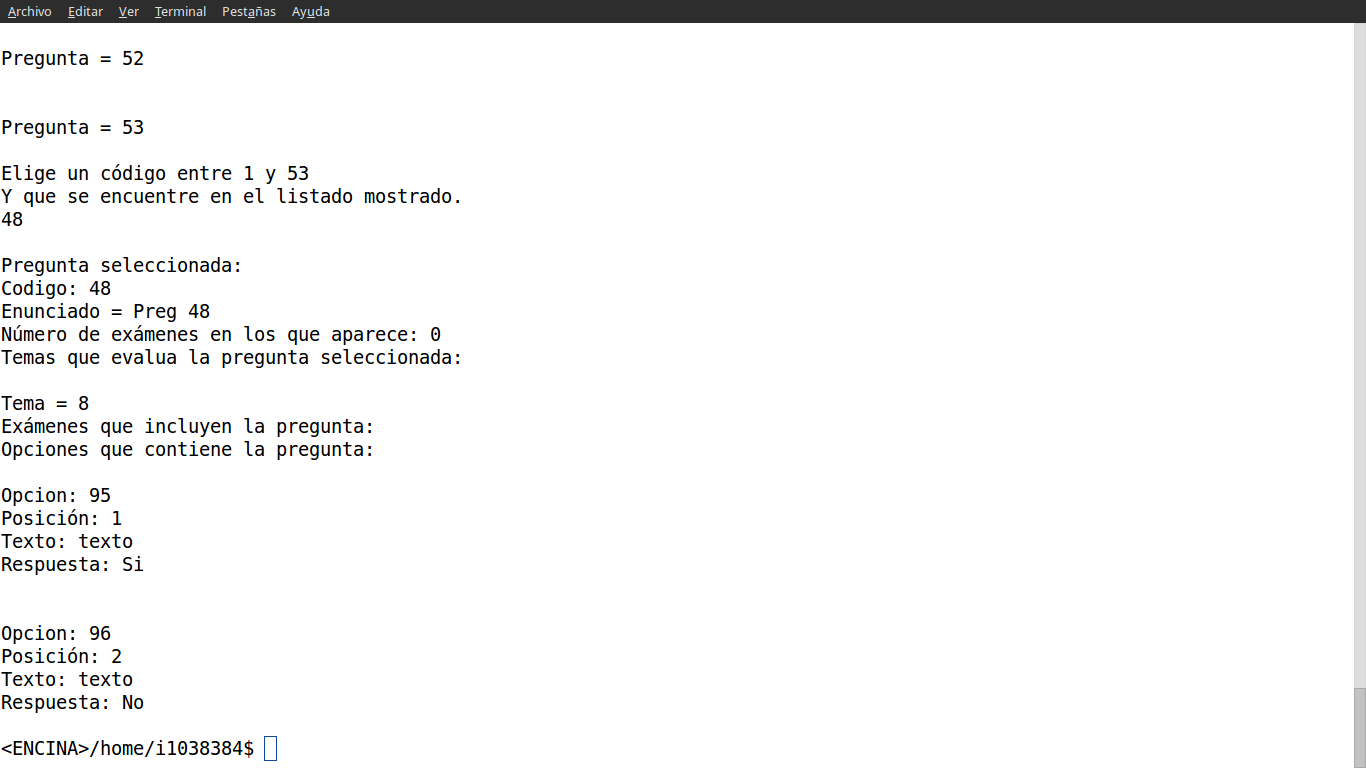 Archivo Editar Ver Terminal Pestañas Ayuda
Pregunta = 52
Pregunta = 53
Elige un código entre 1 y 53
Y que se encuentre en el listado mostrado.
48
Pregunta seleccionada:
Codigo: 48
Enunciado = Preg 48
Número de exámenes en los que aparece: 0
Temas que evalua la pregunta seleccionada:
Tema = 8
Exámenes que incluyen la pregunta:
Opciones que contiene la pregunta:
Opcion: 95
Posición: 1
Texto: texto
Respuesta: Si
Opcion: 96
Posición: 2
Texto: texto
Respuesta: No
<ENCINA>/home/i1038384$